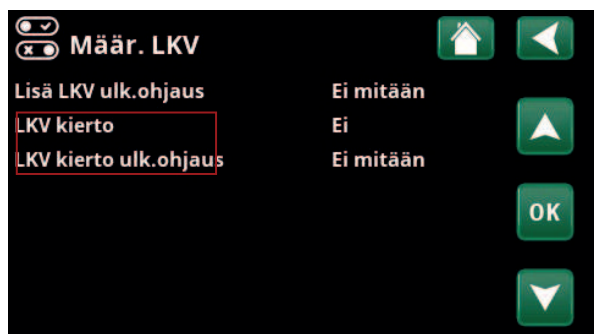 Määr. LKV
Lisä LKV ulk.ohjaus Ei mitään
LKV kierto Ei
LKV kierto ulk.ohjaus Ei mitään
OK